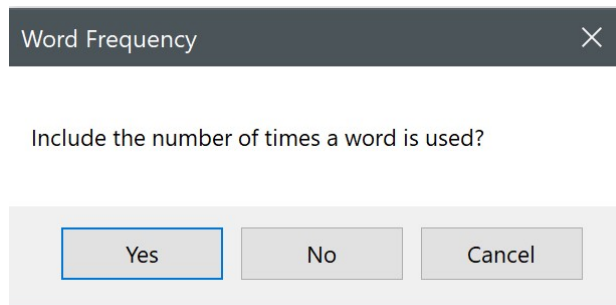 Word Frequency
Include the number of times a word is used?
Yes No Cancel